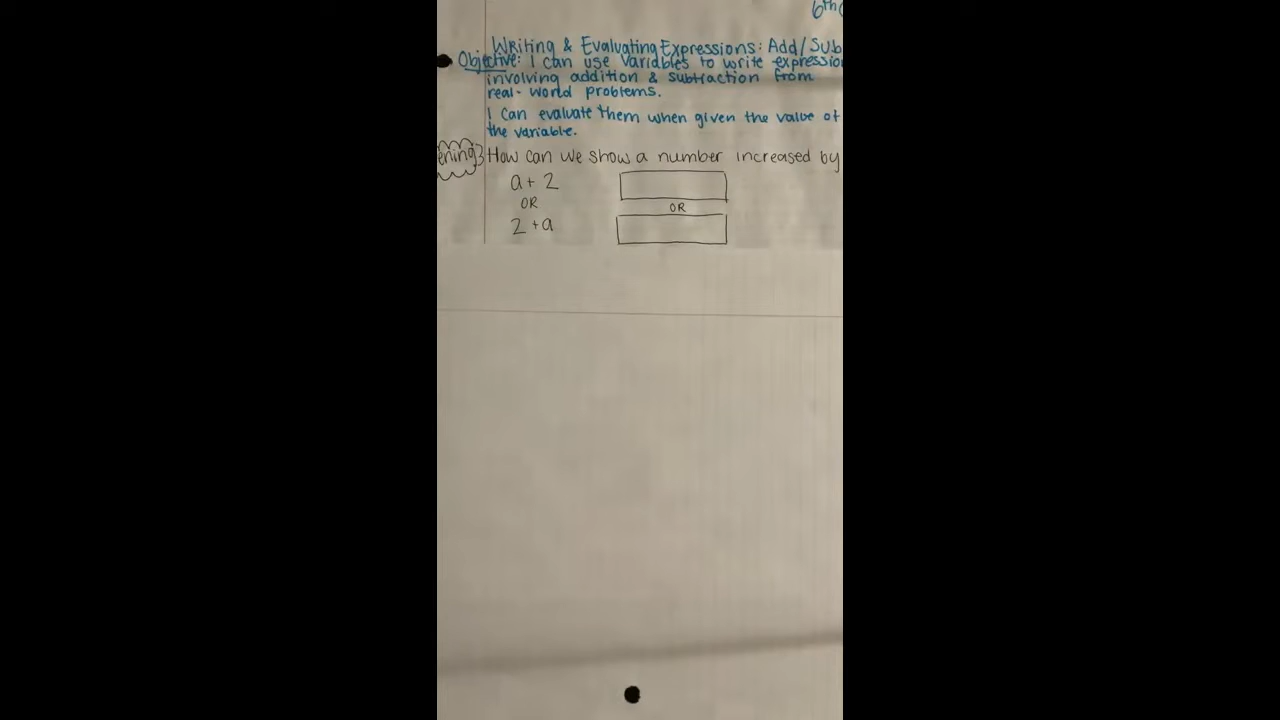 6th
Writing & Evaluating Expressions: Add/Sub
Objective: I can use variables to write expression
involving addition & subtraction from
real-world problems.
I can evaluate them when given the value of
the variable.
ening How can we show a number increased by
a + 2
OR
2 + a
OR